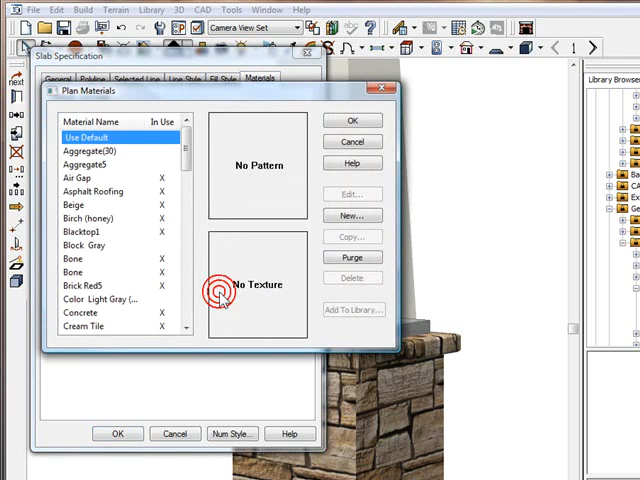 File Edit Build Terrain Library 3D CAD Tools Window Help
Camera View Set
1
next
Slab Specification
General Polyline Selected Line Line Style Fill Style Materials
Library Browser
Plan Materials
Material Name In Use
Use Default
Aggregate(30)
Aggregate5
Air Gap X
Asphalt Roofing X
Beige X
Birch (honey) X
Blacktop1 X
Block Gray
Bone X
Bone X
Brick Red5 X
Color Light Gray (...
Concrete X
Cream Tile X
No Pattern
No Texture
OK
Cancel
Help
Edit...
New...
Copy...
Purge
Delete
Add To Library...
OK Cancel Num Style... Help